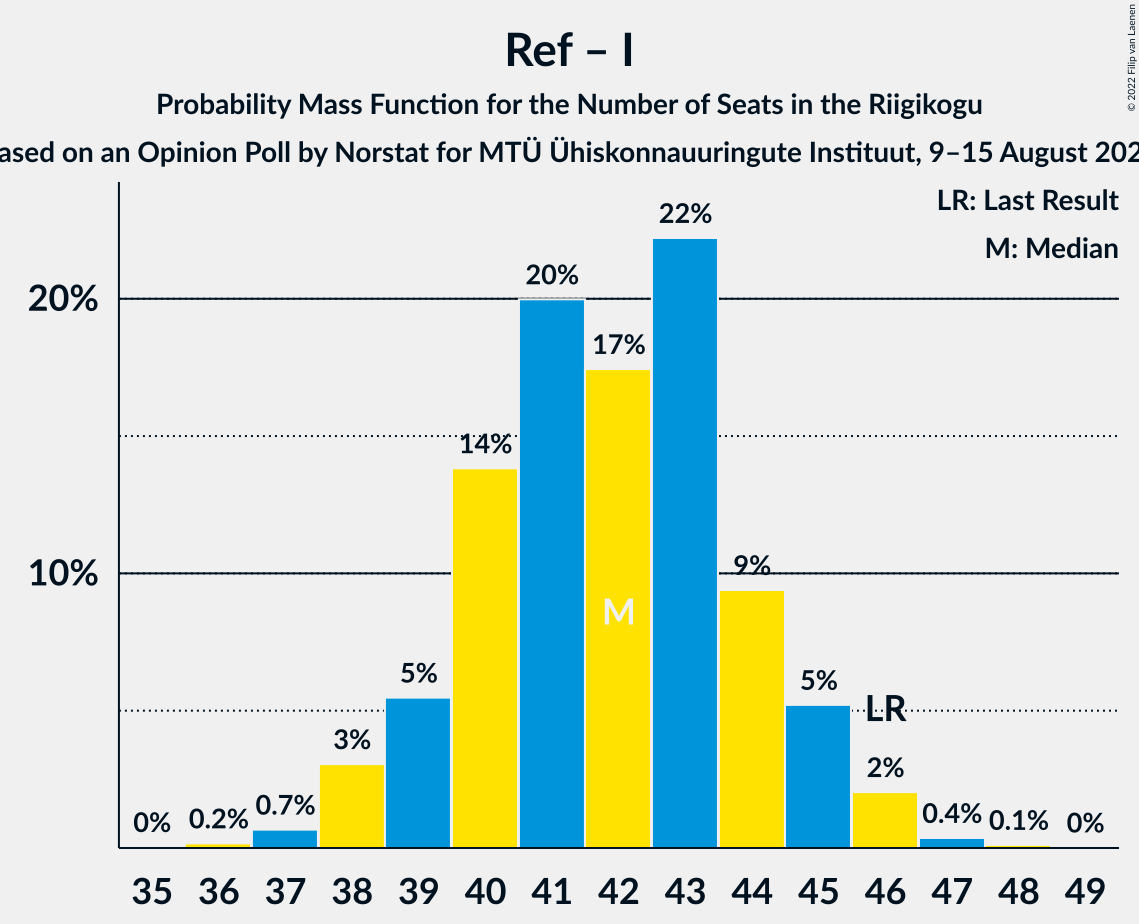 Ref – I
Probability Mass Function for the Number of Seats in the Riigikogu
ased on an Opinion Poll by Norstat for MTÜ Ühiskonnauuringute Instituut, 9–15 August 202
© 2022 Filip van Laenen
LR: Last Result
M: Median
22%
20%
20%
17%
14%
10%
9%
M
5%
5%
LR
3%
2%
0%
0.2%
0.7%
0.4%
0.1%
0%
35 36 37 38 39 40 41 42 43 44 45 46 47 48 49